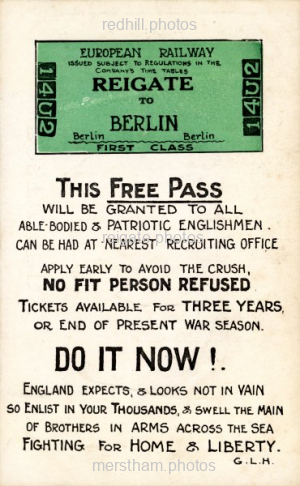 redhill.photos
EUROPEAN RAILWAY
ISSUED SUBJECT TO REGULATIONS IN THE
COMPANY'S TIME TABLES
14U2
REIGATE
14U2
TO
BERLIN
Berlin Berlin
FIRST CLASS
THIS FREE PASS
WILL BE GRANTED TO ALL
ABLE-BODIED & PATRIOTIC ENGLISHMEN.
reigate.photos
CAN BE HAD AT NEAREST RECRUITING OFFICE
APPLY EARLY TO AVOID THE CRUSH,
NO FIT PERSON REFUSED
TICKETS AVAILABLE FOR THREE YEARS,
OR END OF PRESENT WAR SEASON.
DO IT NOW!.
ENGLAND EXPECTS, & LOOKS NOT IN VAIN
SO ENLIST IN YOUR THOUSANDS, & SWELL THE MAIN
OF BROTHERS IN ARMS ACROSS THE SEA
FIGHTING FOR HOME & LIBERTY.
G.L.H.
merstham.photos